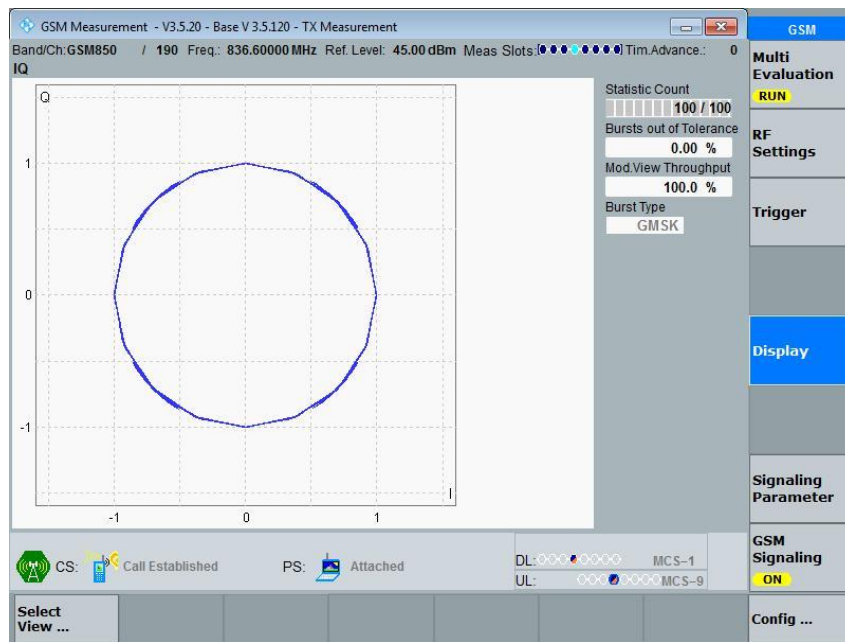 GSM Measurement - V3.5.20 - Base V 3.5.120 - TX Measurement
GSM
Band/Ch:GSM850 / 190 Freq.: 836.60000 MHz Ref. Level: 45.00 dBm Meas Slots: Tim.Advance.: 0
IQ
Multi
Evaluation
RUN
RF
Settings
Trigger
Display
Signaling
Parameter
GSM
Signaling
ON
Config ...
Q
1
0
-1
I
-1 0 1
Statistic Count
100 / 100
Bursts out of Tolerance
0.00 %
Mod.View Throughput
100.0 %
Burst Type
GMSK
CS: Call Established PS: Attached
DL: MCS-1
UL: MCS-9
Select
View ...